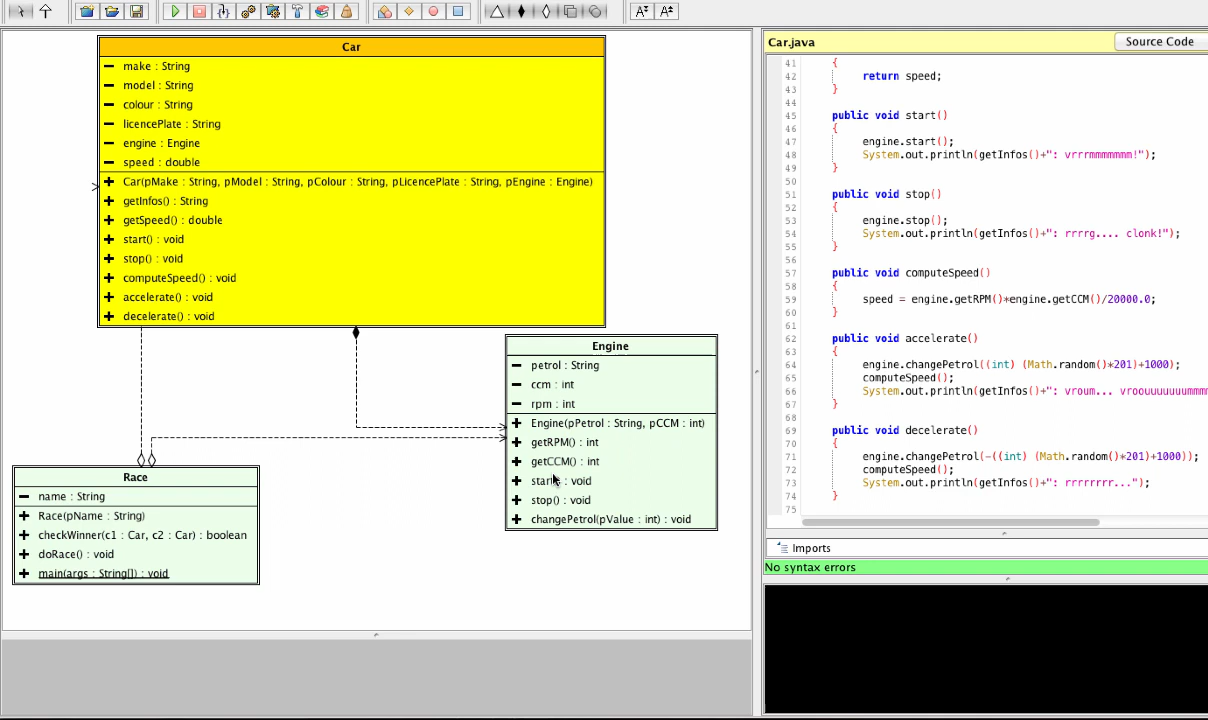 Car
make : String
model : String
colour : String
licencePlate : String
engine : Engine
speed : double
Car(pMake : String, pModel : String, pColour : String, pLicencePlate : String, pEngine : Engine)
getInfos() : String
getSpeed() : double
start() : void
stop() : void
computeSpeed() : void
accelerate() : void
decelerate() : void
Engine
petrol : String
ccm : int
rpm : int
Engine(pPetrol : String, pCCM : int)
getRPM() : int
getCCM() : int
: void
stop() : void
changePetrol(pValue : int) : void
Race
name : String
Race(pName : String)
checkWinner(c1 : Car, c2 : Car) : boolean
doRace() : void
main(args : String[]) : void
Car.java
Source Code
41 {
42 return speed;
43 }
44
45 public void start()
46 {
47 engine.start();
48 System.out.println(getInfos()+": vrrrmmmmmmm!");
49 }
50
51 public void stop()
52 {
53 engine.stop();
54 System.out.println(getInfos()+": rrrrg.... clonk!");
55 }
56
57 public void computeSpeed()
58 {
59 speed = engine.getRPM()*engine.getCCM()/20000.0;
60 }
61
62 public void accelerate()
63 {
64 engine.changePetrol((int) (Math.random()*201)+1000);
65 computeSpeed();
66 System.out.println(getInfos()+": vroum...
67 }
68
69 public void decelerate()
70 {
71 engine.changePetrol(-((int) (Math.random()*201)+1000));
72 computeSpeed();
73 System.out.println(getInfos()+": rrrrrrrr...");
74 }
75
Imports
No syntax errors